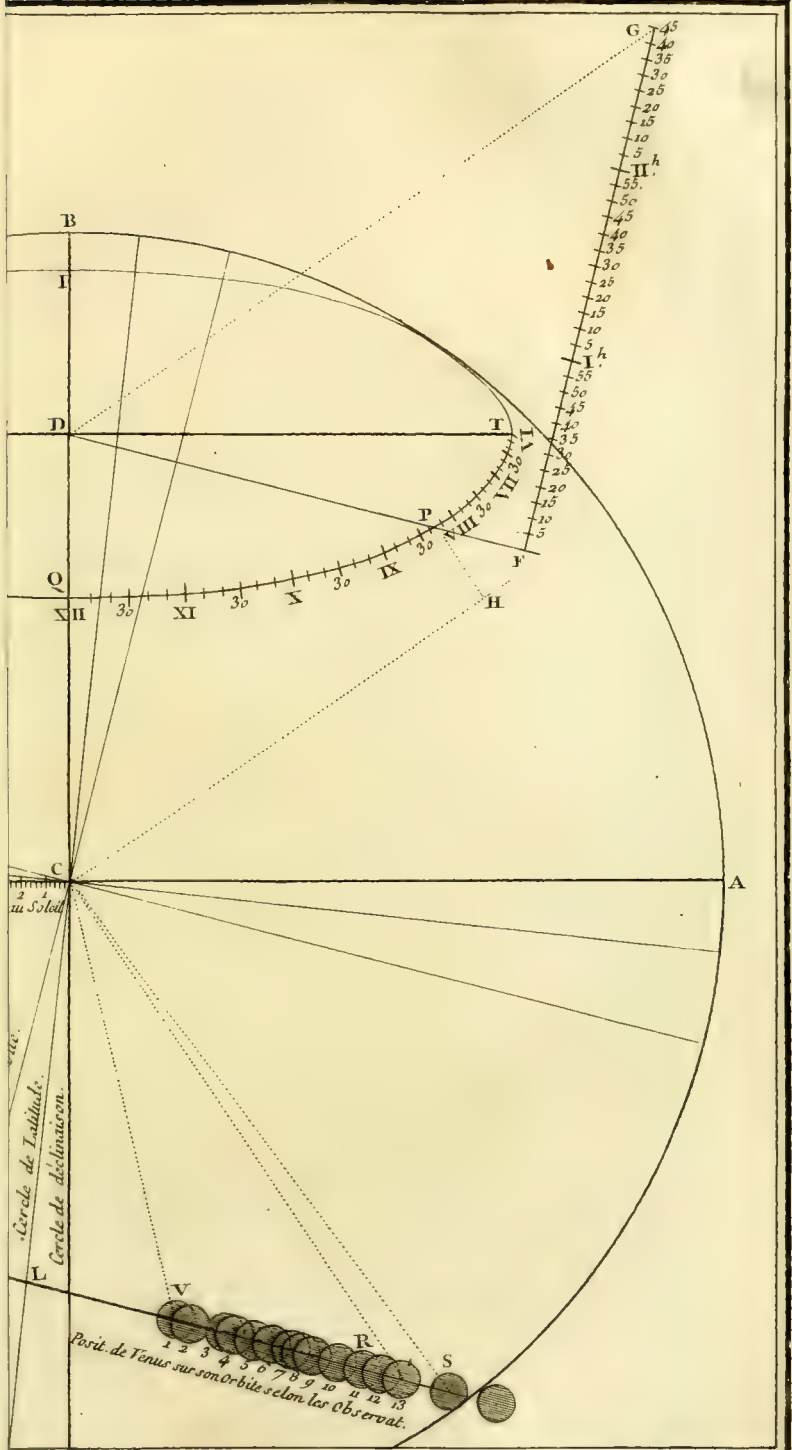 G
45
40
35
30
25
20
15
10
5
II.h
55.
50
45
40
35
30
25
20
15
10
5
I.h
55
50
45
40
35
30
25
20
15
10
5
F
B
D
T
VI
30
VII
30
VIII
P
30
IX
30
X
30
XI
30
XII
O
H
C
A
2 1
au Soleil
Cercle de Latitude.
Cercle de déclinaison.
L
V
R
S
1 2 3 4 5 6 7 8 9 10 11 12 13
Posit. de Venus sur son Orbite selon les Observat.